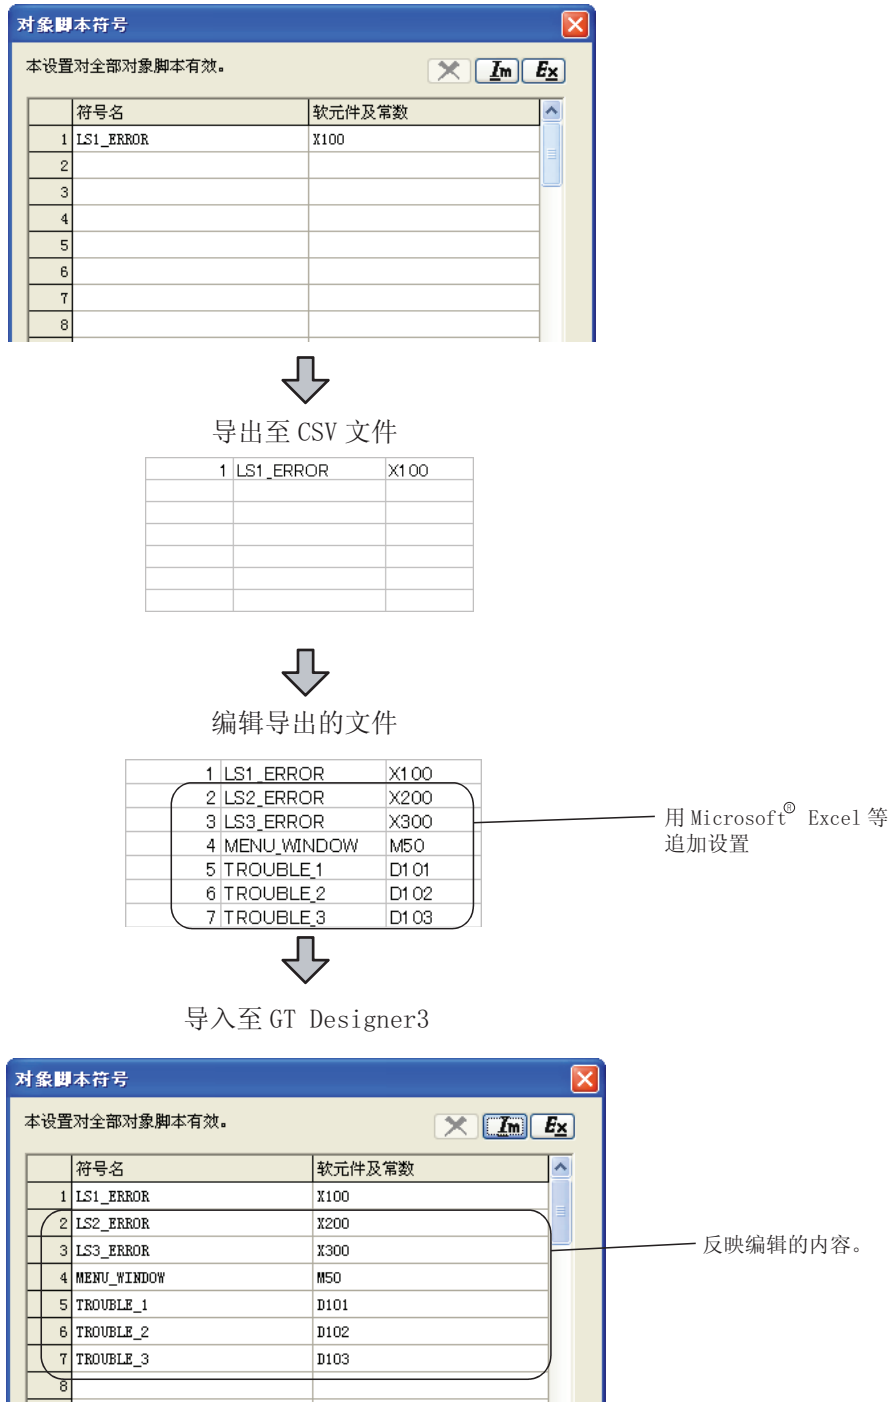 对象脚本符号
本设置对全部对象脚本有效。 Im Ex
符号名 软元件及常数
1 LS1_ERROR X100
2
3
4
5
6
7
8
导出至 CSV 文件
1 LS1_ERROR X100
编辑导出的文件
1 LS1_ERROR X100
2 LS2_ERROR X200
3 LS3_ERROR X300
4 MENU_WINDOW M50
5 TROUBLE_1 D101
6 TROUBLE_2 D102
7 TROUBLE_3 D103
用 Microsoft® Excel 等
追加设置
导入至 GT Designer3
对象脚本符号
本设置对全部对象脚本有效。 Im Ex
符号名 软元件及常数
1 LS1_ERROR X100
2 LS2_ERROR X200
3 LS3_ERROR X300
4 MENU_WINDOW M50
5 TROUBLE_1 D101
6 TROUBLE_2 D102
7 TROUBLE_3 D103
8
反映编辑的内容。